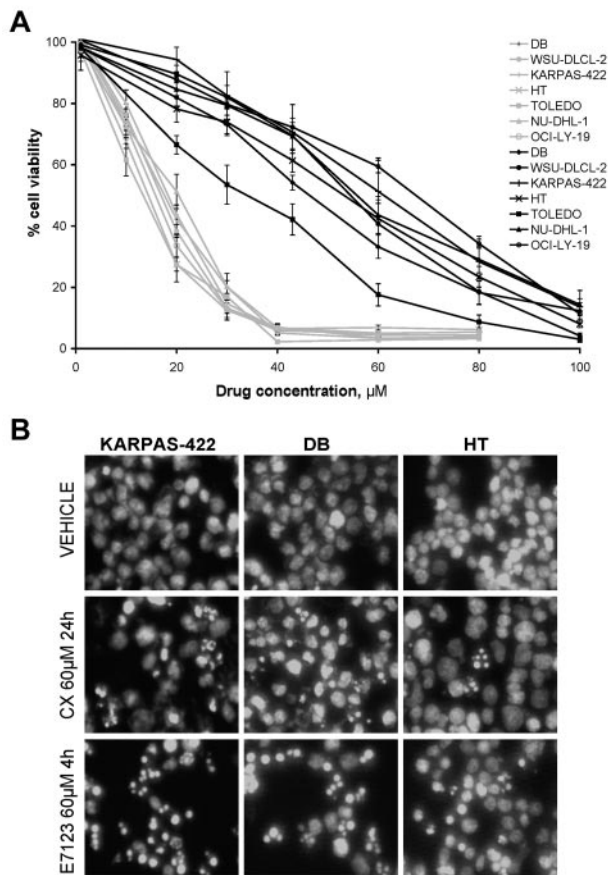 A
% cell viability
100
80
60
40
20
0
0 20 40 60 80 100
Drug concentration, µM
DB
WSU-DLCL-2
KARPAS-422
HT
TOLEDO
NU-DHL-1
OCI-LY-19
DB
WSU-DLCL-2
KARPAS-422
HT
TOLEDO
NU-DHL-1
OCI-LY-19
B
KARPAS-422 DB HT
VEHICLE
CX 60µM 24h
E7123 60µM 4h